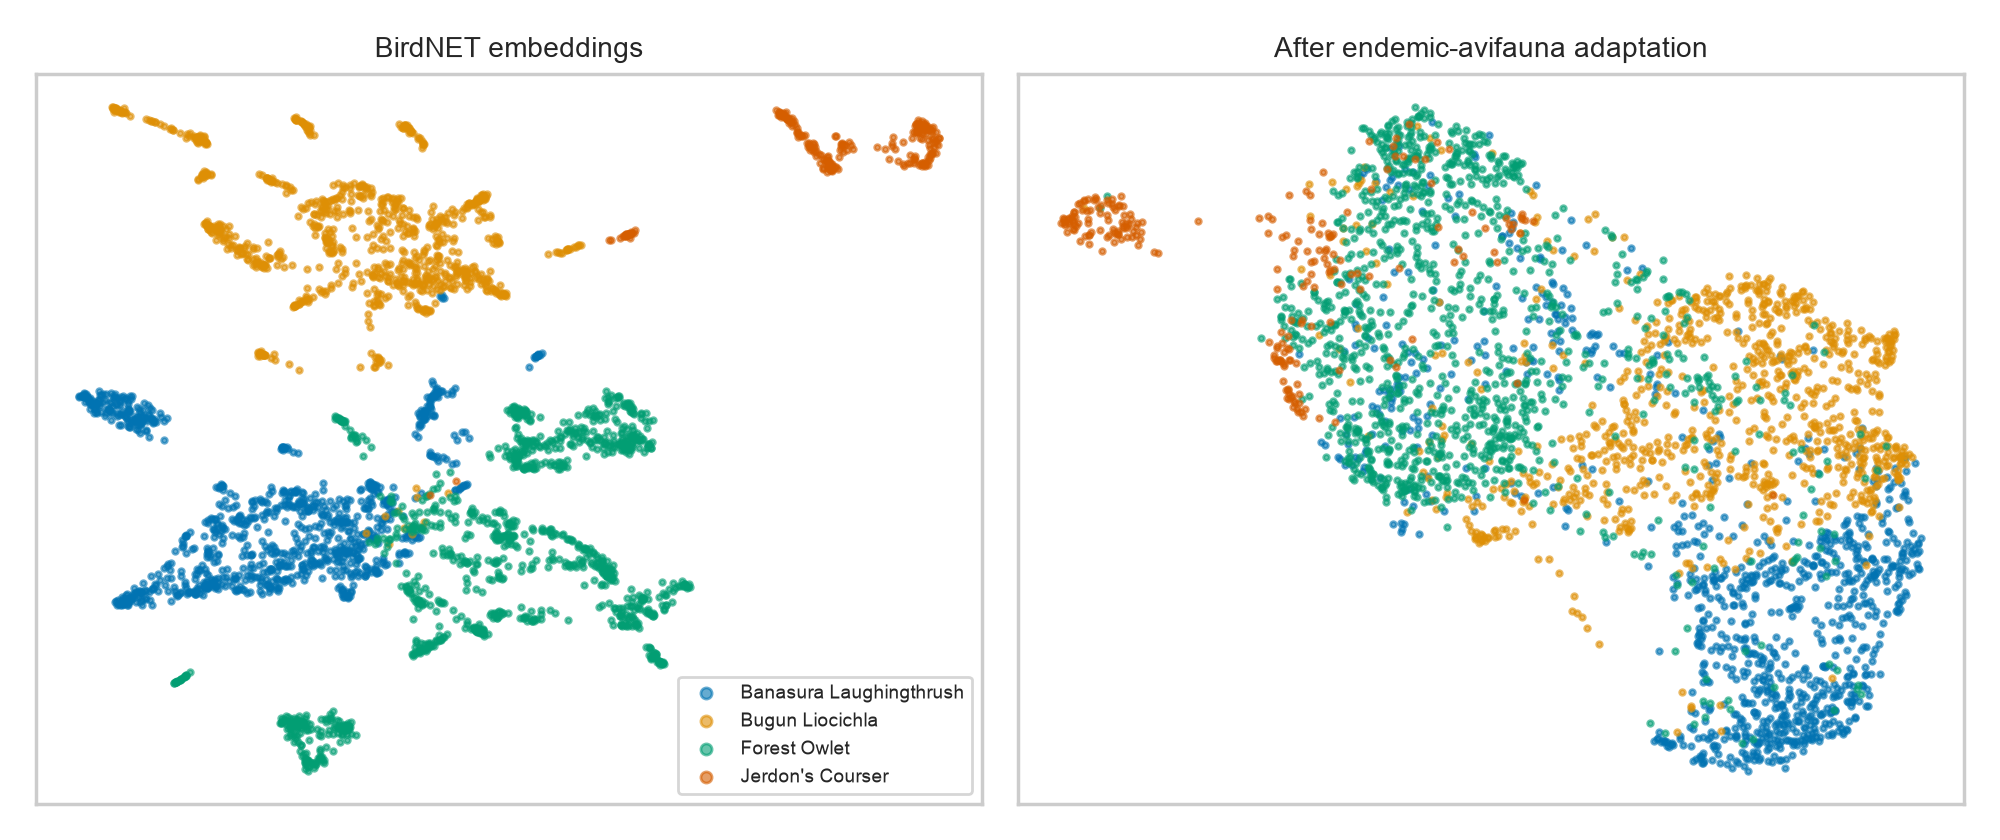 BirdNET embeddings
After endemic-avifauna adaptation
Banasura Laughingthrush
Bugun Liocichla
Forest Owlet
Jerdon's Courser